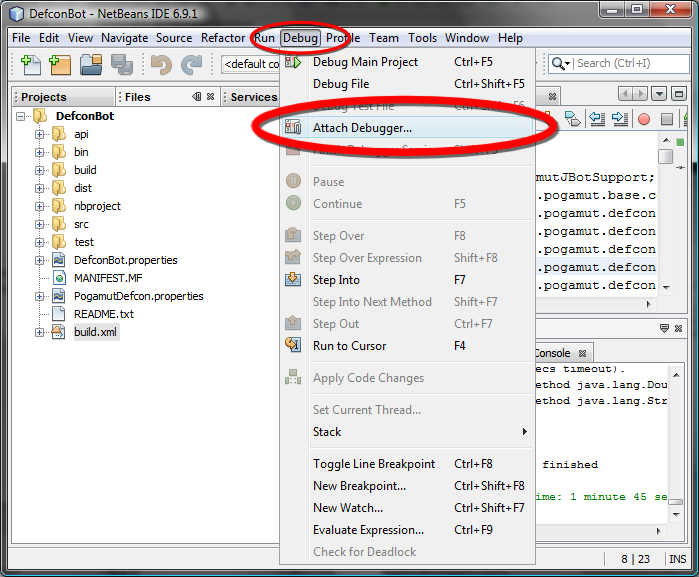 DefconBot - NetBeans IDE 6.9.1
File Edit View Navigate Source Refactor Run Debug Profile Team Tools Window Help
<default co
Search (Ctrl+I)
Projects
Files
Services
DefconBot
api
bin
build
dist
nbproject
src
test
DefconBot.properties
MANIFEST.MF
PogamutDefcon.properties
README.txt
build.xml
Debug Main Project Ctrl+F5
Debug File Ctrl+Shift+F5
Debug Test File Ctrl+Shift+F6
Attach Debugger...
Pause
Continue F5
Step Over F8
Step Over Expression Shift+F8
Step Into F7
Step Into Next Method Shift+F7
Step Out Ctrl+F7
Run to Cursor F4
Apply Code Changes
Set Current Thread...
Stack
Toggle Line Breakpoint Ctrl+F8
New Breakpoint... Ctrl+Shift+F8
New Watch... Ctrl+Shift+F7
Evaluate Expression... Ctrl+F9
Check for Deadlock
gamutJBotSupport;
.pogamut.base.c
.pogamut.defcon
.pogamut.defcon
.pogamut.defcon
.pogamut.defcon
.pogamut.defcon
Console
ecs timeout).
ethod java.lang.Dou
ethod java.lang.Str
finished
ime: 1 minute 45 se
8 | 23 INS